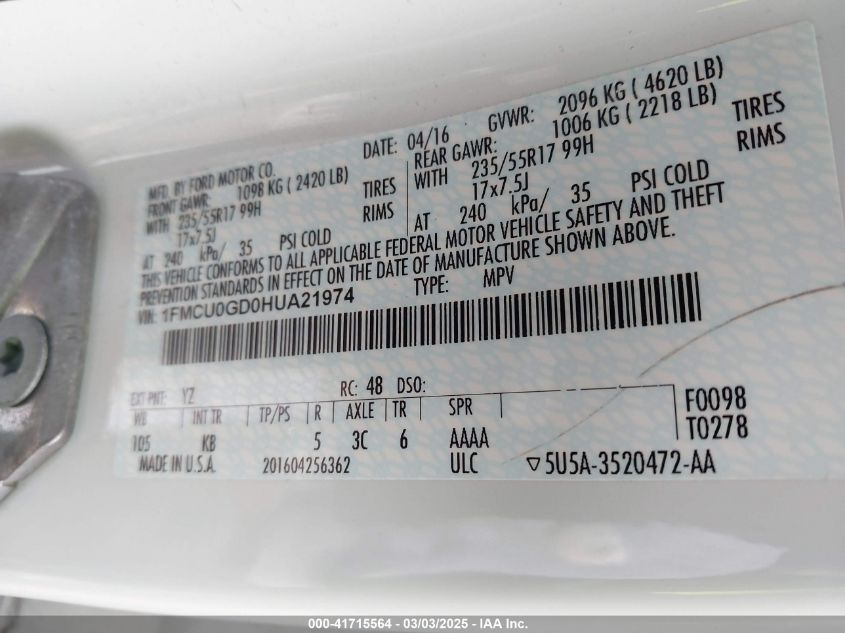 MFD. BY FORD MOTOR CO. DATE: 04/16 GVWR: 2096 KG ( 4620 LB)
FRONT GAWR: 1098 KG ( 2420 LB) REAR GAWR: 1006 KG ( 2218 LB)
WITH 235/55R17 99H TIRES WITH 235/55R17 99H TIRES
17x7.5J RIMS 17x7.5J RIMS
AT 240 kPa/ 35 PSI COLD AT 240 kPa/ 35 PSI COLD
THIS VEHICLE CONFORMS TO ALL APPLICABLE FEDERAL MOTOR VEHICLE SAFETY AND THEFT
PREVENTION STANDARDS IN EFFECT ON THE DATE OF MANUFACTURE SHOWN ABOVE.
VIN: 1FMCU0GD0HUA21974 TYPE: MPV
EXT PNT: YZ RC: 48 DSO:
WB INT TR TP/PS R AXLE TR SPR F0098
105 KB 5 3C 6 AAAA T0278
MADE IN U.S.A. 201604256362 ULC ▽5U5A-3520472-AA
000-41715564 - 03/03/2025 - IAA Inc.